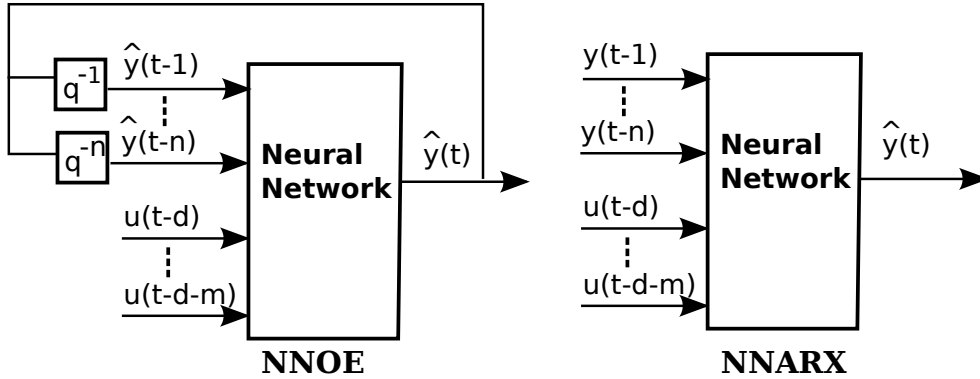 q⁻¹
ŷ(t-1)
q⁻ⁿ
ŷ(t-n)
u(t-d)
u(t-d-m)
Neural
Network
ŷ(t)
NNOE
y(t-1)
y(t-n)
u(t-d)
u(t-d-m)
Neural
Network
ŷ(t)
NNARX